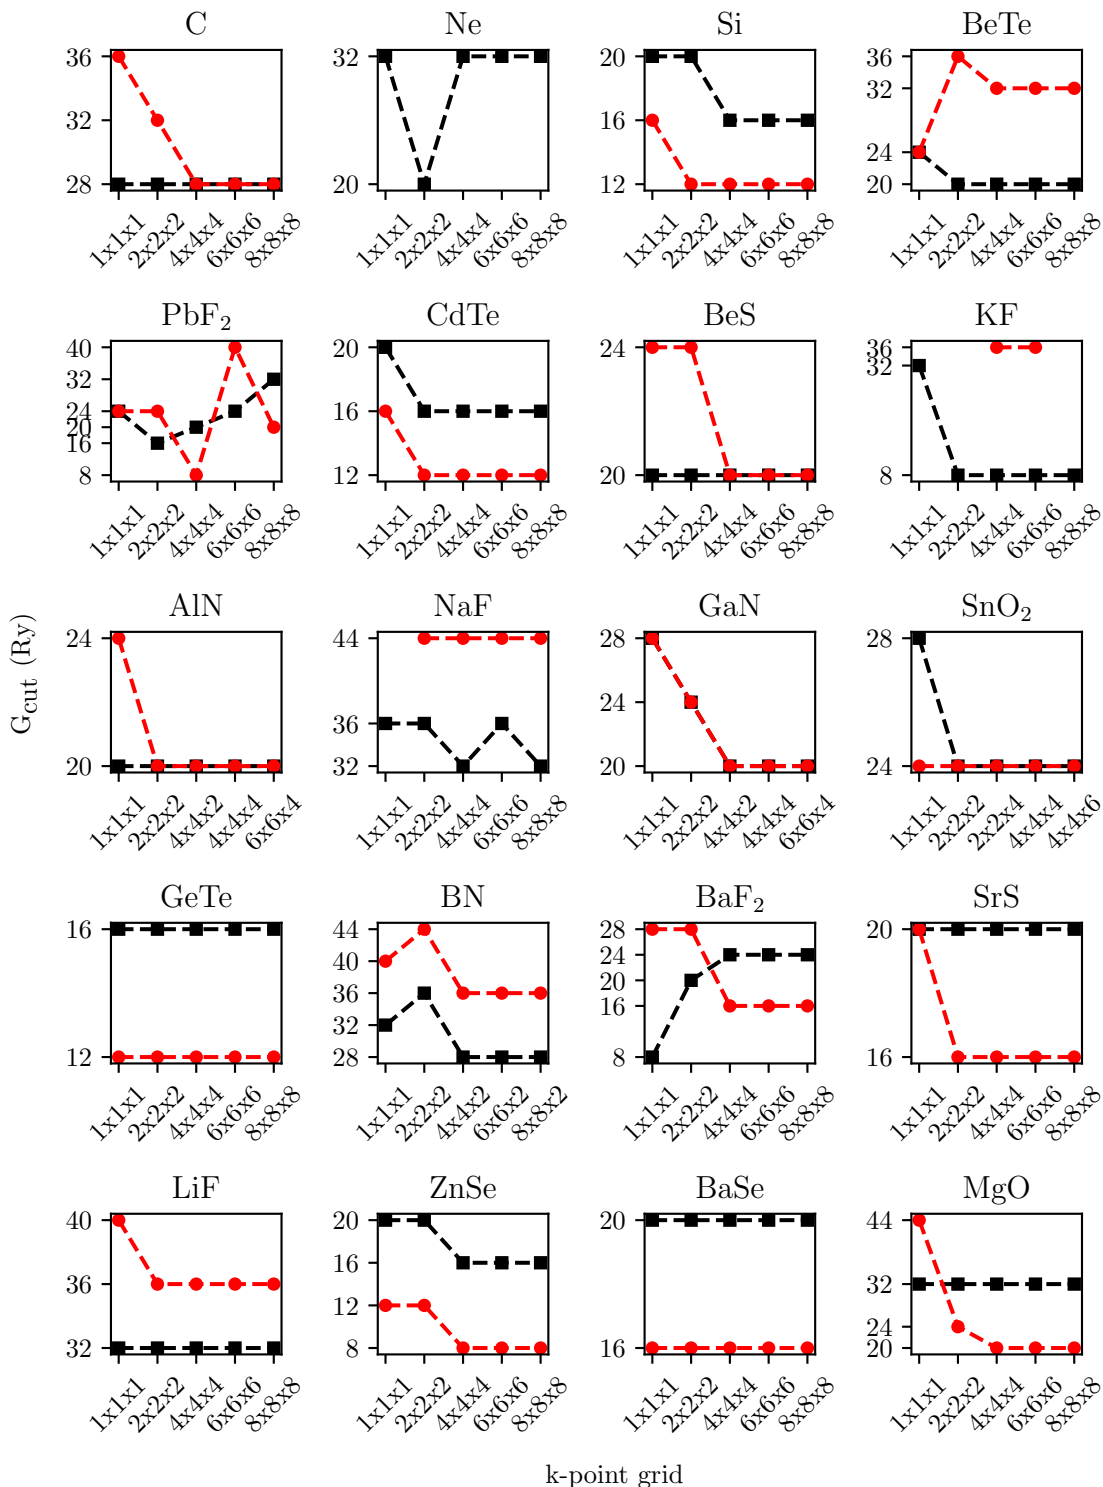 C
36
32
28
1x1x1
2x2x2
4x4x4
6x6x6
8x8x8
Ne
32
20
1x1x1
2x2x2
4x4x4
6x6x6
8x8x8
Si
20
16
12
1x1x1
2x2x2
4x4x4
6x6x6
8x8x8
BeTe
36
32
24
20
1x1x1
2x2x2
4x4x4
6x6x6
8x8x8
PbF₂
40
32
24
20
16
8
1x1x1
2x2x2
4x4x4
6x6x6
8x8x8
CdTe
20
16
12
1x1x1
2x2x2
4x4x4
6x6x6
8x8x8
BeS
24
20
1x1x1
2x2x2
4x4x4
6x6x6
8x8x8
KF
36
32
8
1x1x1
2x2x2
4x4x4
6x6x6
8x8x8
G_cut (Ry)
AlN
24
20
1x1x1
2x2x2
4x4x2
4x4x4
6x6x4
NaF
44
36
32
1x1x1
2x2x2
4x4x4
6x6x6
8x8x8
GaN
28
24
20
1x1x1
2x2x2
4x4x2
4x4x4
6x6x4
SnO₂
28
24
1x1x1
2x2x2
2x2x4
4x4x4
4x4x6
GeTe
16
12
1x1x1
2x2x2
4x4x4
6x6x6
8x8x8
BN
44
40
36
32
28
1x1x1
2x2x2
4x4x2
6x6x2
8x8x2
BaF₂
28
24
20
16
8
1x1x1
2x2x2
4x4x4
6x6x6
8x8x8
SrS
20
16
1x1x1
2x2x2
4x4x4
6x6x6
8x8x8
LiF
40
36
32
1x1x1
2x2x2
4x4x4
6x6x6
8x8x8
ZnSe
20
16
12
8
1x1x1
2x2x2
4x4x4
6x6x6
8x8x8
BaSe
20
16
1x1x1
2x2x2
4x4x4
6x6x6
8x8x8
MgO
44
32
24
20
1x1x1
2x2x2
4x4x4
6x6x6
8x8x8
k-point grid